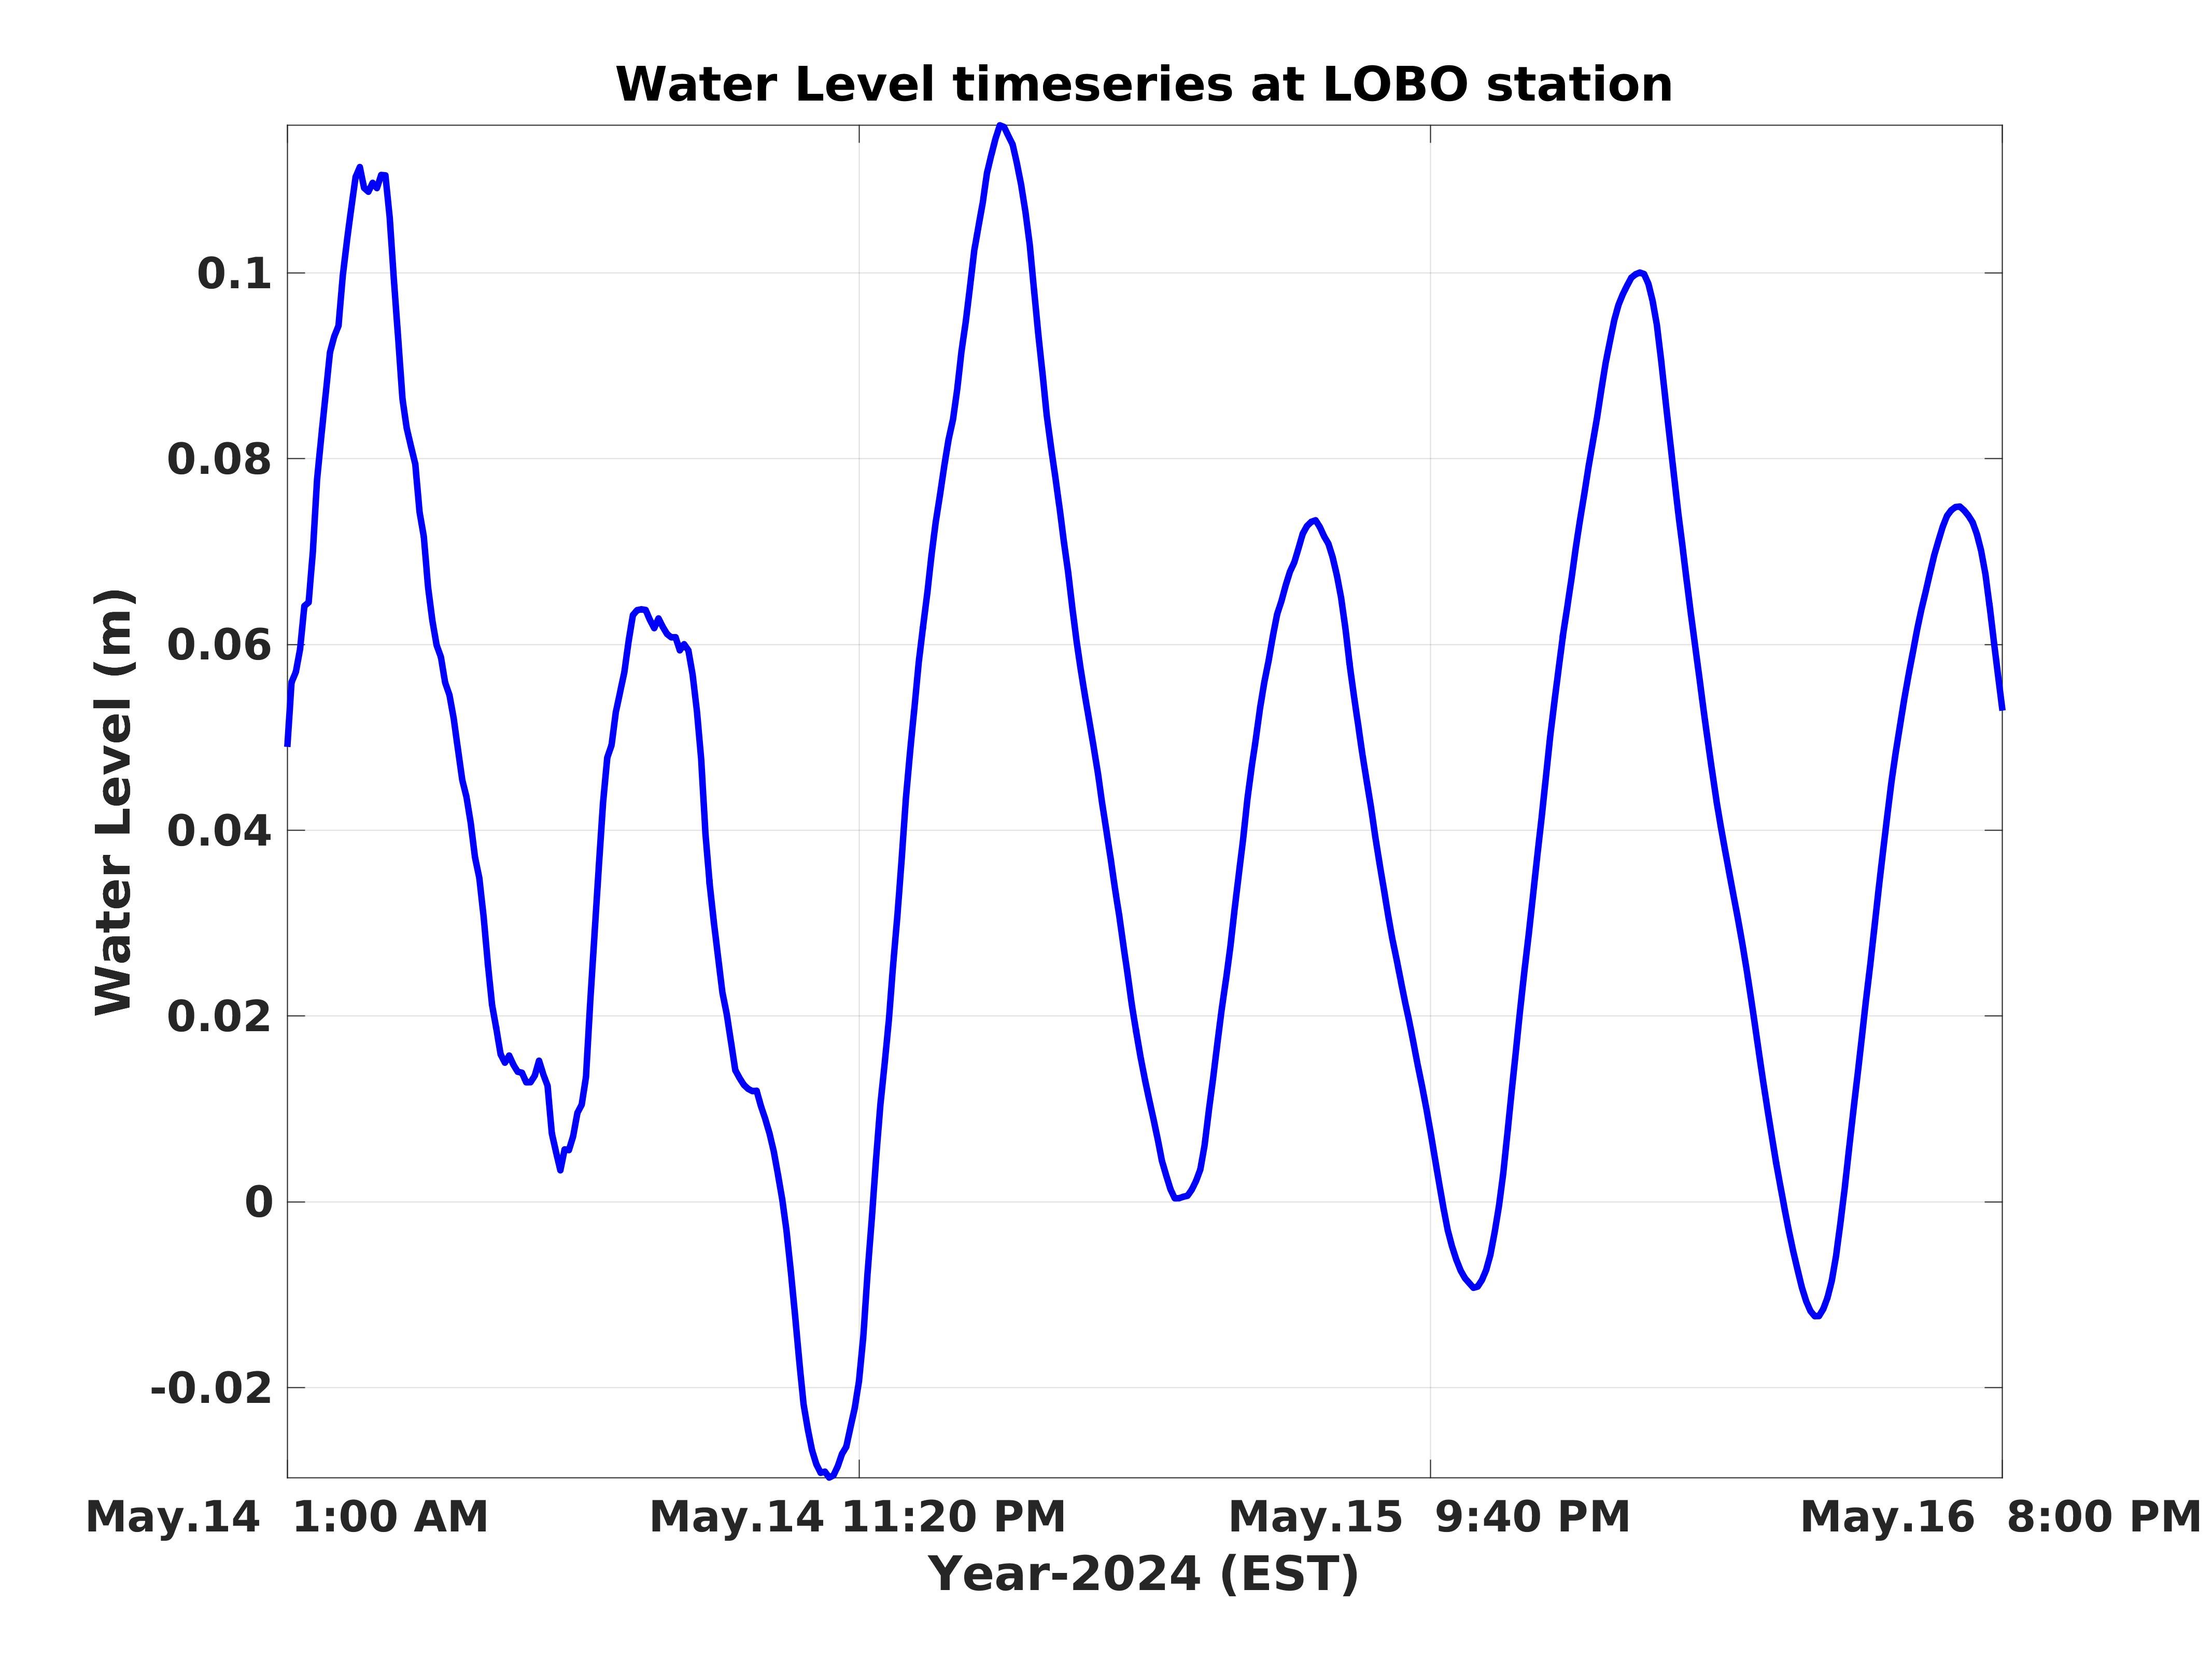 Water Level timeseries at LOBO station
0.1
0.08
0.06
0.04
0.02
0
-0.02
Water Level (m)
May.14  1:00 AM
May.14 11:20 PM
May.15  9:40 PM
May.16  8:00 PM
Year-2024 (EST)